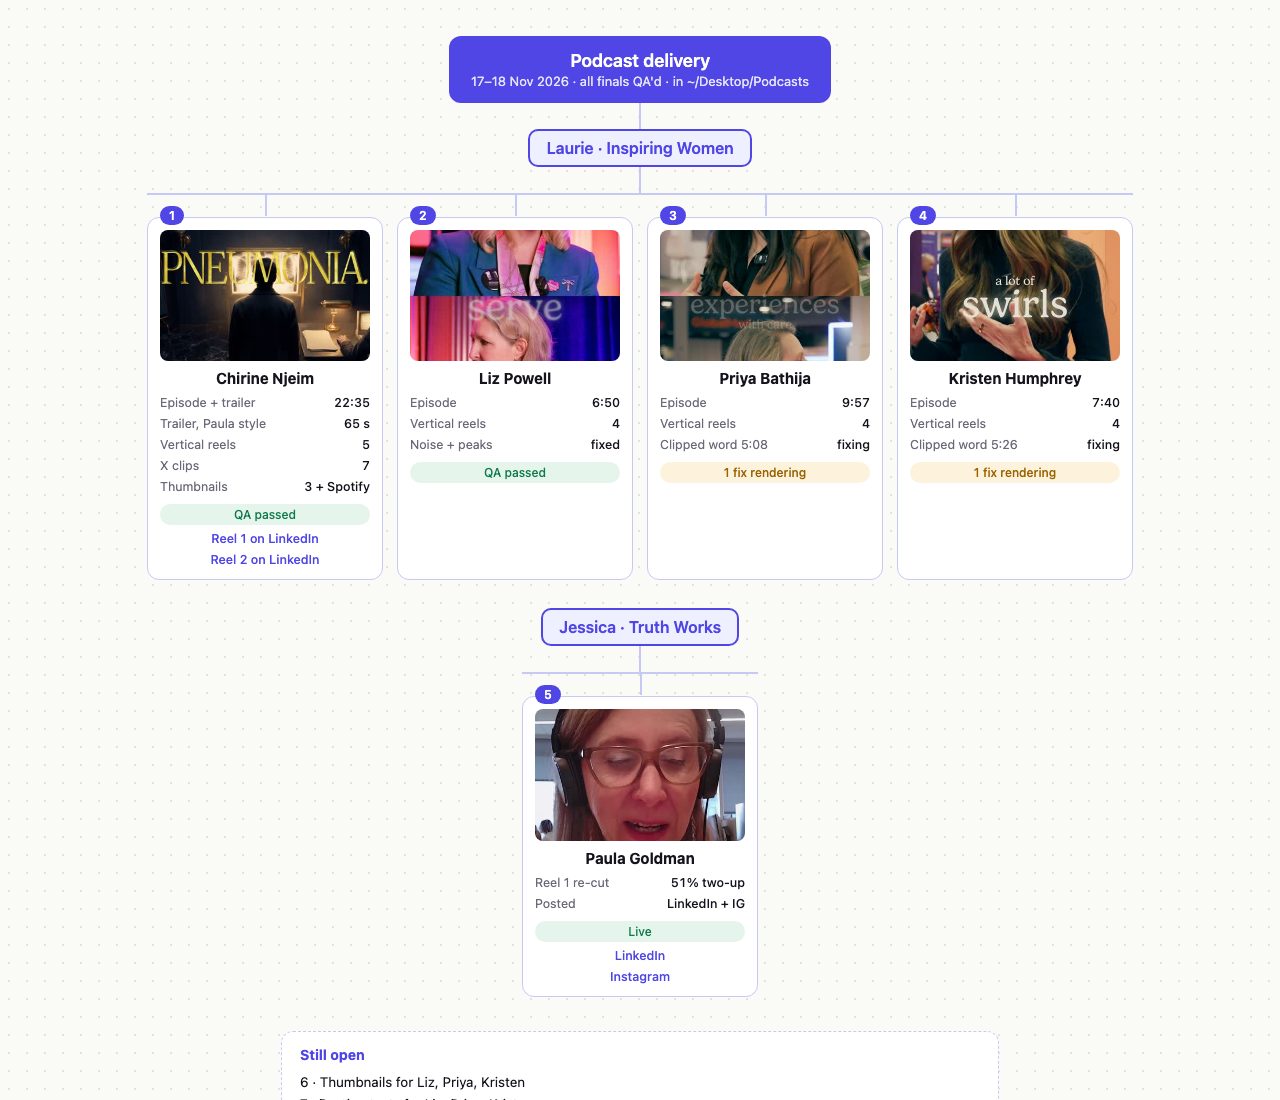 Podcast delivery
17–18 Nov 2026 · all finals QA'd · in ~/Desktop/Podcasts
Laurie · Inspiring Women
1
PNEUMONIA.
Chirine Njeim
Episode + trailer 22:35
Trailer, Paula style 65 s
Vertical reels 5
X clips 7
Thumbnails 3 + Spotify
QA passed
Reel 1 on LinkedIn
Reel 2 on LinkedIn
2
serve
Liz Powell
Episode 6:50
Vertical reels 4
Noise + peaks fixed
QA passed
3
experiences
with care
Priya Bathija
Episode 9:57
Vertical reels 4
Clipped word 5:08 fixing
1 fix rendering
4
a lot of
swirls
Kristen Humphrey
Episode 7:40
Vertical reels 4
Clipped word 5:26 fixing
1 fix rendering
Jessica · Truth Works
5
Paula Goldman
Reel 1 re-cut 51% two-up
Posted LinkedIn + IG
Live
LinkedIn
Instagram
Still open
6 · Thumbnails for Liz, Priya, Kristen